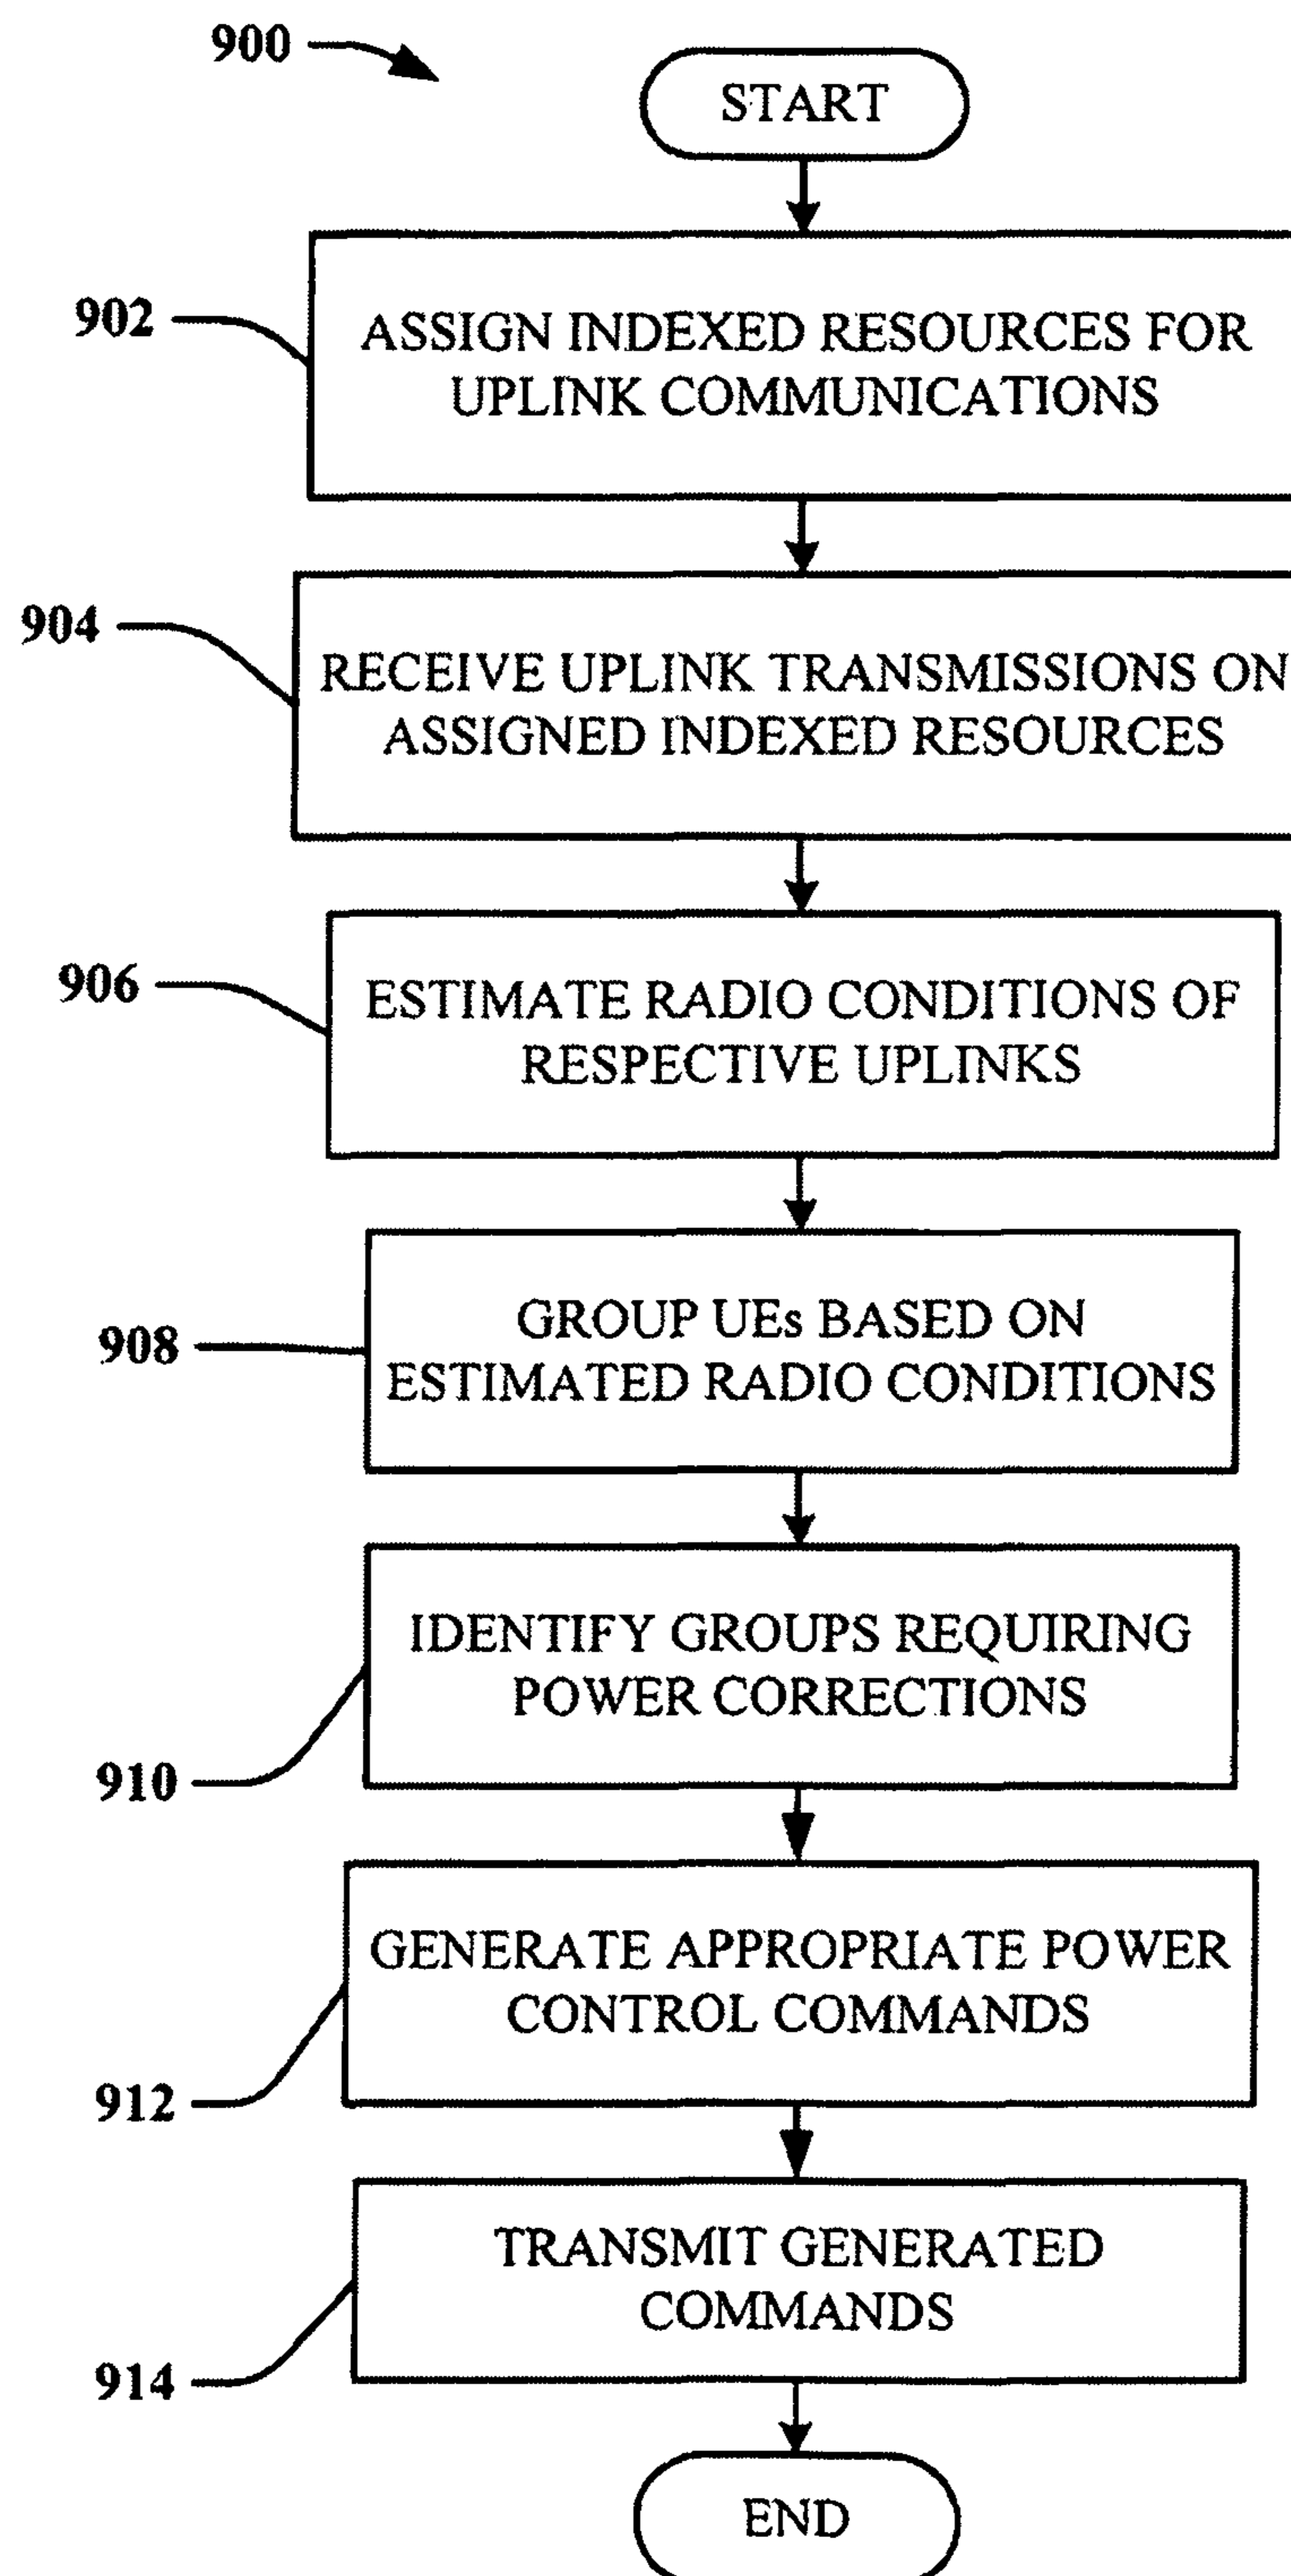 900
START
902
ASSIGN INDEXED RESOURCES FOR
UPLINK COMMUNICATIONS
904
RECEIVE UPLINK TRANSMISSIONS ON
ASSIGNED INDEXED RESOURCES
906
ESTIMATE RADIO CONDITIONS OF
RESPECTIVE UPLINKS
908
GROUP UEs BASED ON
ESTIMATED RADIO CONDITIONS
910
IDENTIFY GROUPS REQUIRING
POWER CORRECTIONS
912
GENERATE APPROPRIATE POWER
CONTROL COMMANDS
914
TRANSMIT GENERATED
COMMANDS
END